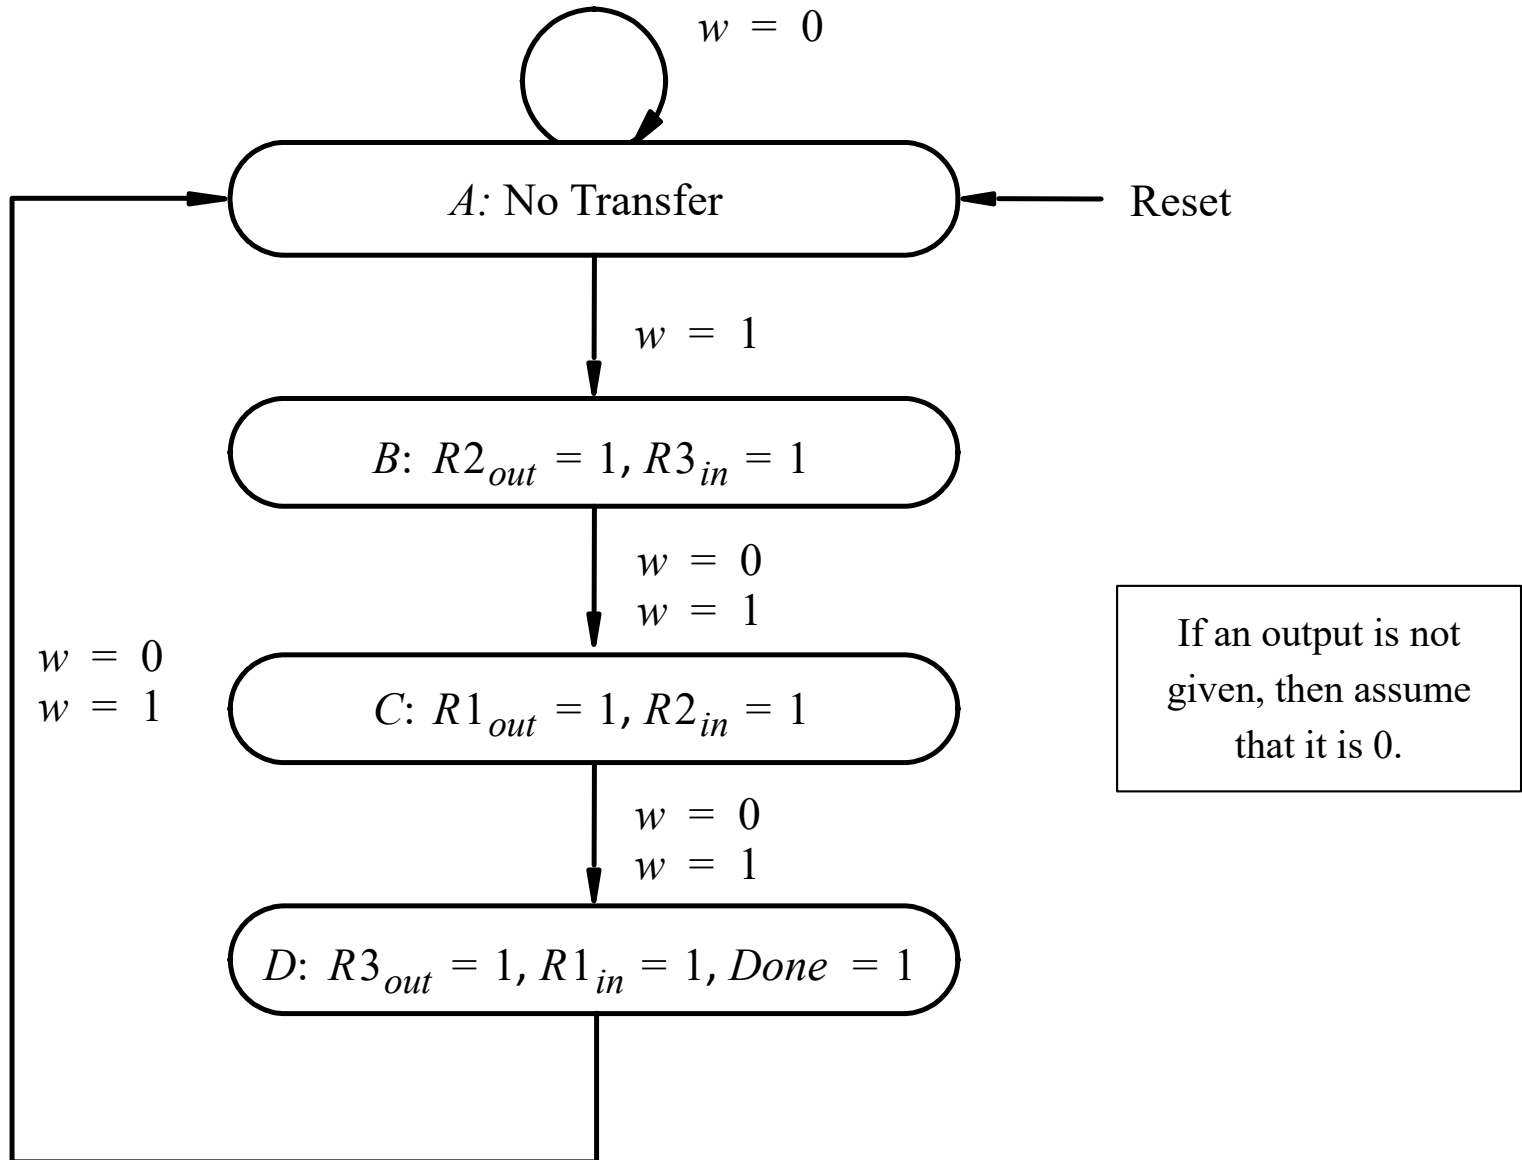 w = 0
A: No Transfer
Reset
w = 1
B: R2out = 1, R3in = 1
w = 0
w = 1
If an output is not
given, then assume
that it is 0.
w = 0
w = 1
C: R1out = 1, R2in = 1
w = 0
w = 1
D: R3out = 1, R1in = 1, Done = 1